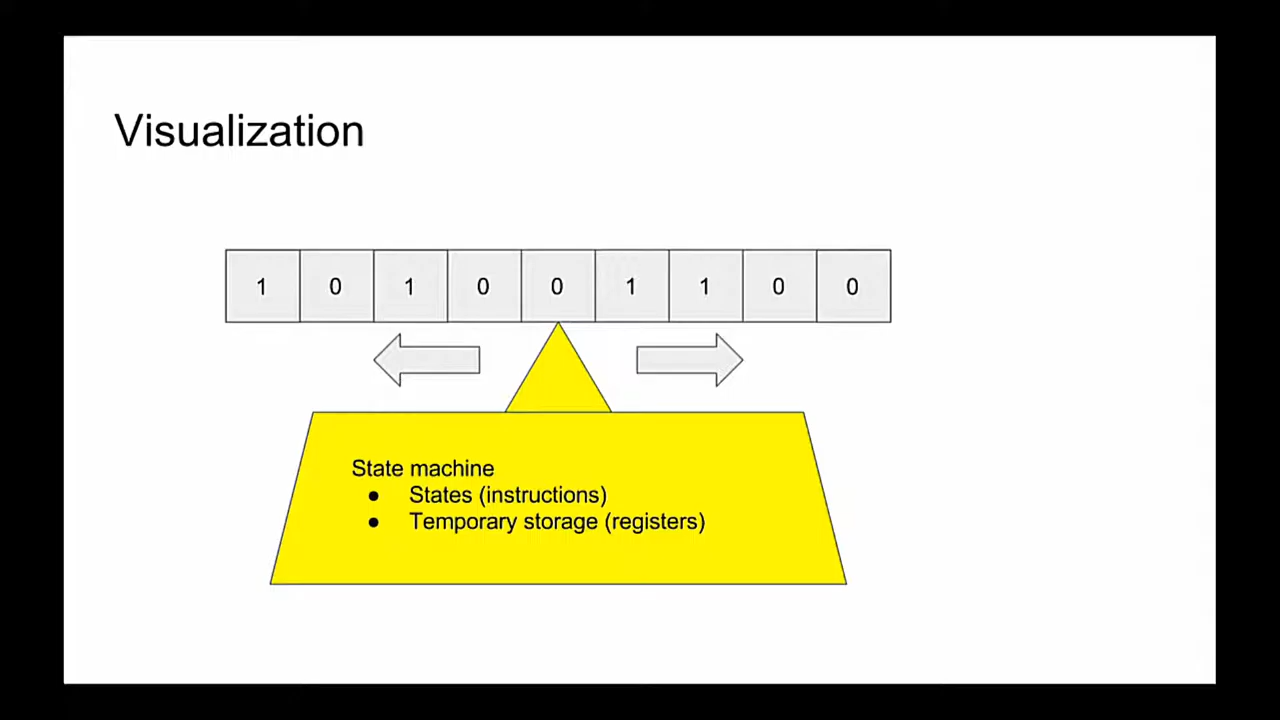 Visualization
1 0 1 0 0 1 1 0 0
State machine
● States (instructions)
● Temporary storage (registers)